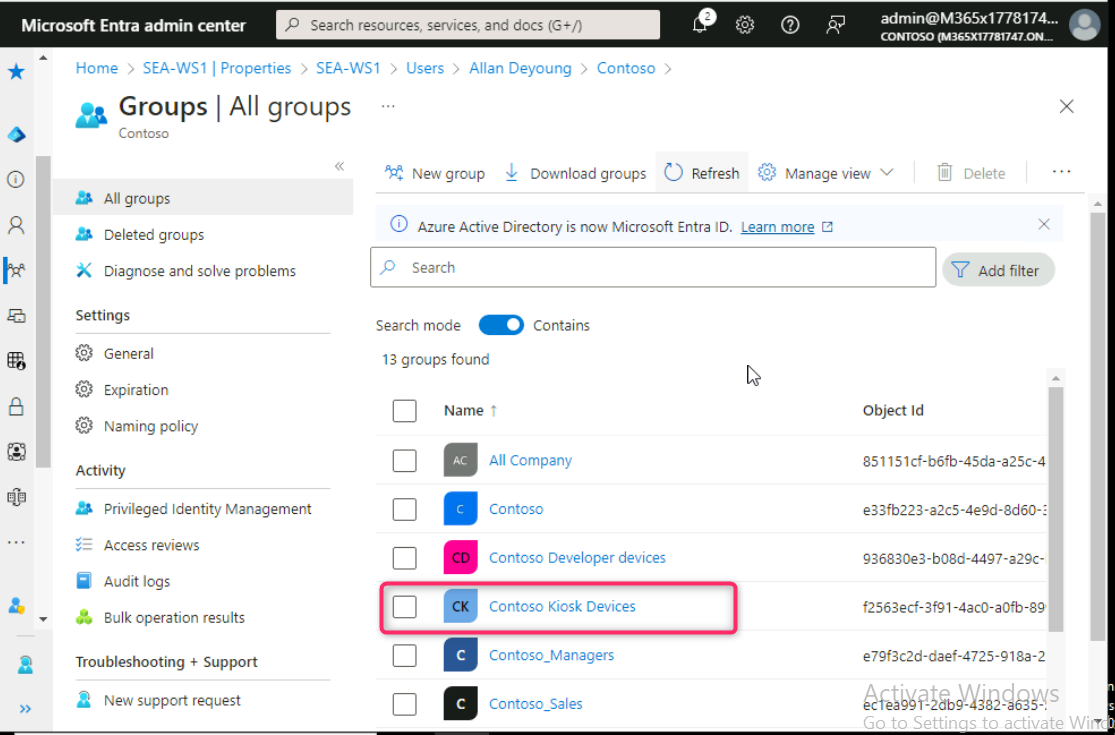 Microsoft Entra admin center
Search resources, services, and docs (G+/)
2
admin@M365x1778174...
CONTOSO (M365X17781747.ON...
Home > SEA-WS1 | Properties > SEA-WS1 > Users > Allan Deyoung > Contoso >
Groups | All groups ...
Contoso
«
All groups
Deleted groups
Diagnose and solve problems
Settings
General
Expiration
Naming policy
Activity
Privileged Identity Management
Access reviews
Audit logs
Bulk operation results
Troubleshooting + Support
New support request
»
New group
Download groups
Refresh
Manage view
Delete
...
Azure Active Directory is now Microsoft Entra ID. Learn more
Search
Add filter
Search mode
Contains
13 groups found
Name ↑ Object Id
AC All Company 851151cf-b6fb-45da-a25c-4
C Contoso e33fb223-a2c5-4e9d-8d60-
CD Contoso Developer devices 936830e3-b08d-4497-a29c-
CK Contoso Kiosk Devices f2563ecf-3f91-4ac0-a0fb-89
C Contoso_Managers e79f3c2d-daef-4725-918a-2
C Contoso_Sales ec1ea991-2db9-4382-a635-
Activate Windows
Go to Settings to activate Wind